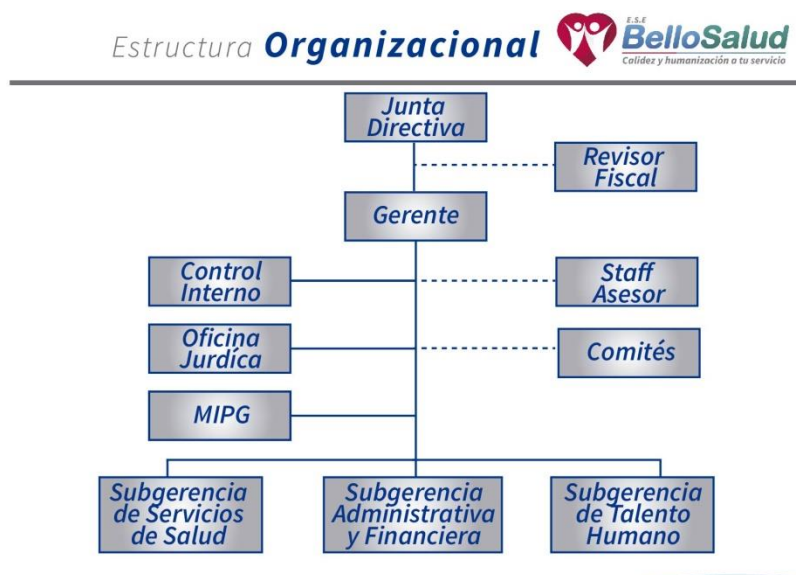 Estructura Organizacional
E.S.E
BelloSalud
Calidez y humanización a tu servicio
Junta
Directiva
Revisor
Fiscal
Gerente
Control
Interno
Staff
Asesor
Oficina
Jurdíca
Comités
MIPG
Subgerencia
de Servicios
de Salud
Subgerencia
Administrativa
y Financiera
Subgerencia
de Talento
Humano